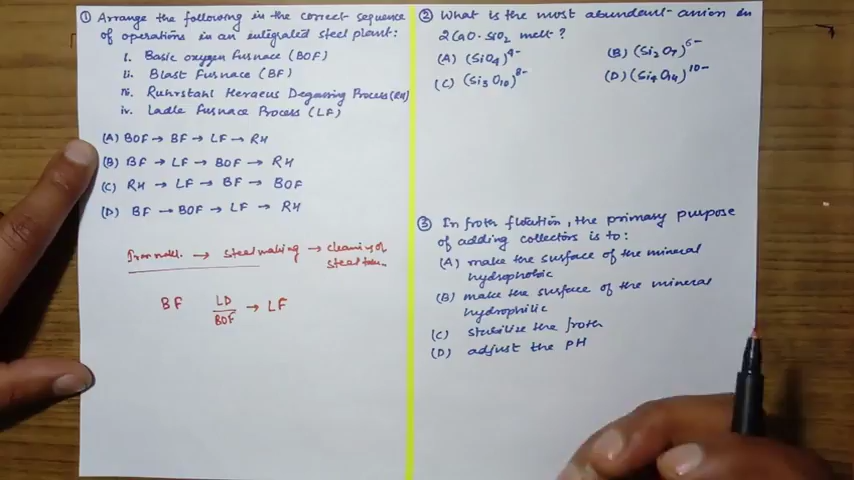 ① Arrange the following in the correct sequence
of operations in an integrated steel plant:
i. Basic oxygen Furnace (BOF)
ii. Blast Furnace (BF)
iii. Ruhrstahl Heraeus Degassing Process (RH)
iv. Ladle Furnace Process (LF)
(A) BOF → BF → LF → RH
(B) BF → LF → BOF → RH
(C) RH → LF → BF → BOF
(D) BF → BOF → LF → RH
Iron → steel making → cleaning of
steel
BF LD → LF
BOF
② What is the most abundant anion in
2CaO·SiO₂ melt?
(A) (SiO₄)⁴⁻ (B) (Si₂O₇)⁶⁻
(C) (Si₃O₁₀)⁸⁻ (D) (Si₄O₁₄)¹⁰⁻
③ In froth flotation, the primary purpose
of adding collectors is to:
(A) make the surface of the mineral
hydrophobic
(B) make the surface of the mineral
hydrophilic
(C) stabilize the froth
(D) adjust the PH